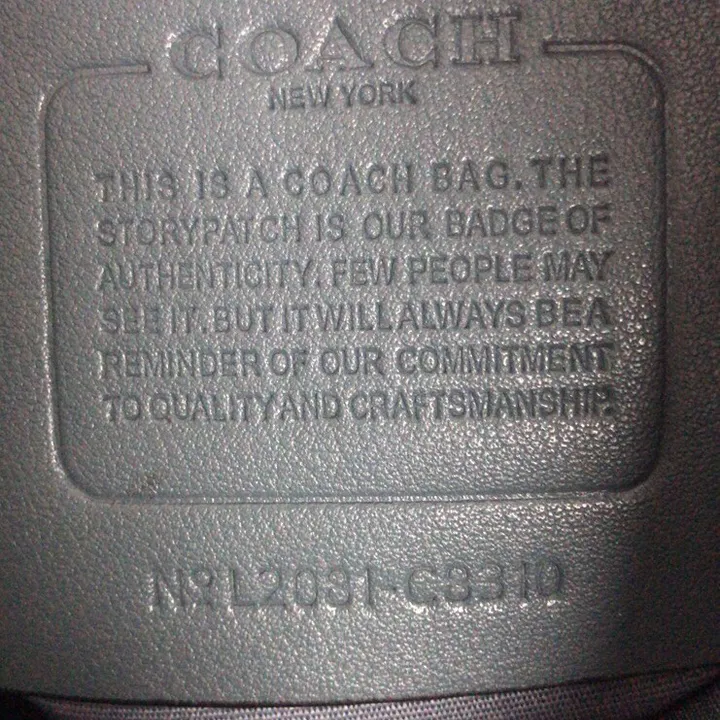 COACH
NEW YORK
THIS IS A COACH BAG. THE
STORYPATCH IS OUR BADGE OF
AUTHENTICITY. FEW PEOPLE MAY
SEE IT. BUT IT WILL ALWAYS BE A
REMINDER OF OUR COMMITMENT
TO QUALITY AND CRAFTSMANSHIP.
Nº L2031-C3310